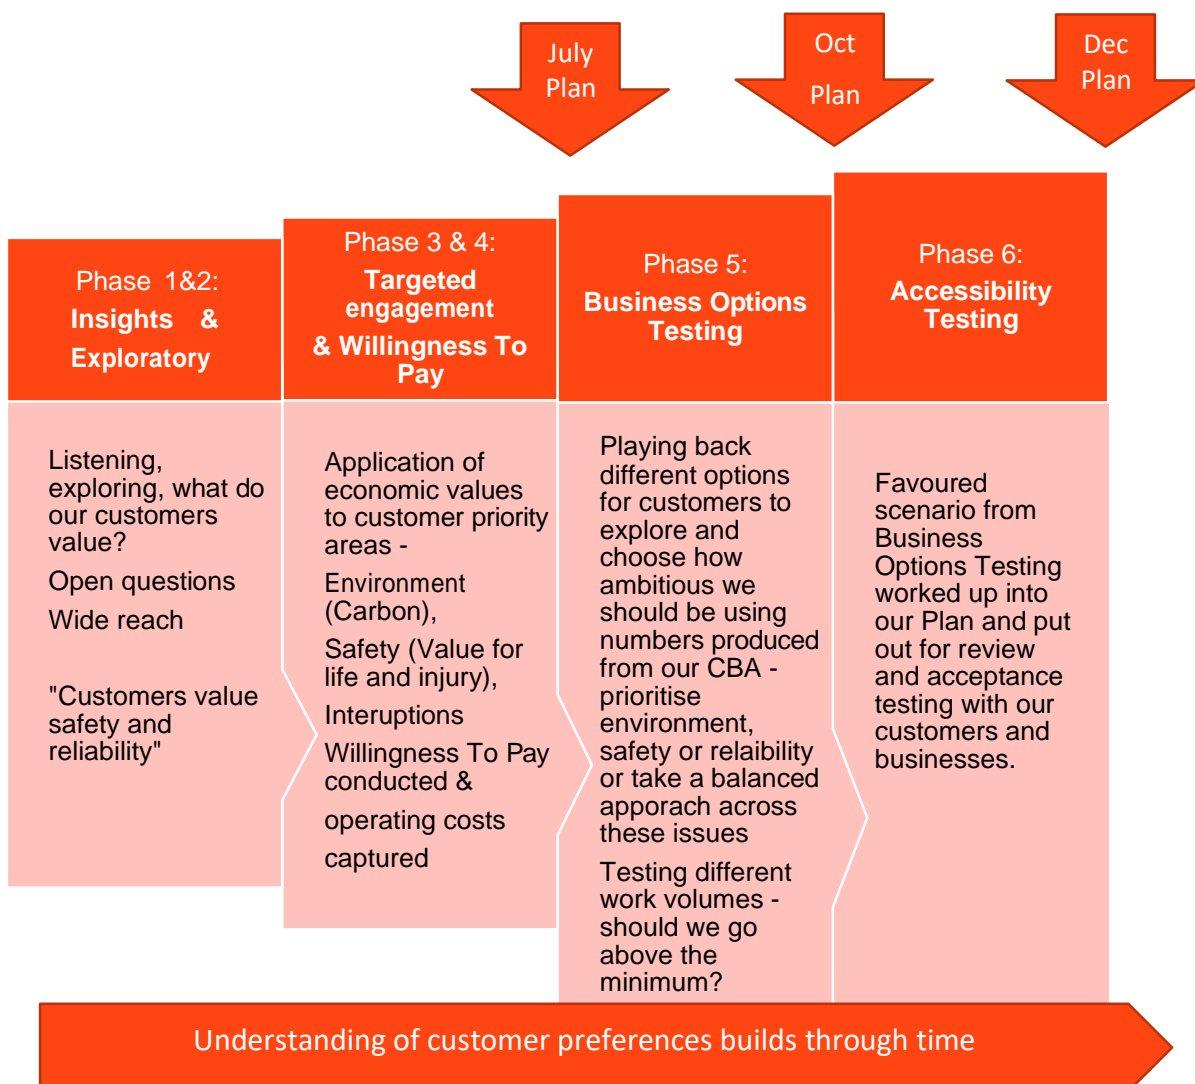 July
Plan
Oct
Plan
Dec
Plan
Phase 1&2:
Insights &
Exploratory
Listening,
exploring, what do
our customers
value?
Open questions
Wide reach
"Customers value
safety and
reliability"
Phase 3 & 4:
Targeted
engagement
& Willingness To
Pay
Application of
economic values
to customer priority
areas -
Environment
(Carbon),
Safety (Value for
life and injury),
Interuptions
Willingness To Pay
conducted &
operating costs
captured
Phase 5:
Business Options
Testing
Playing back
different options
for customers to
explore and
choose how
ambitious we
should be using
numbers produced
from our CBA -
prioritise
environment,
safety or relaibility
or take a balanced
apporach across
these issues
Testing different
work volumes -
should we go
above the
minimum?
Phase 6:
Accessibility
Testing
Favoured
scenario from
Business
Options Testing
worked up into
our Plan and put
out for review
and acceptance
testing with our
customers and
businesses.
Understanding of customer preferences builds through time